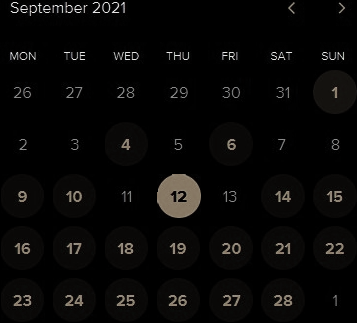 September 2021 < >
MON TUE WED THU FRI SAT SUN
26 27 28 29 30 31 1
2 3 4 5 6 7 8
9 10 11 12 13 14 15
16 17 18 19 20 21 22
23 24 25 26 27 28 1